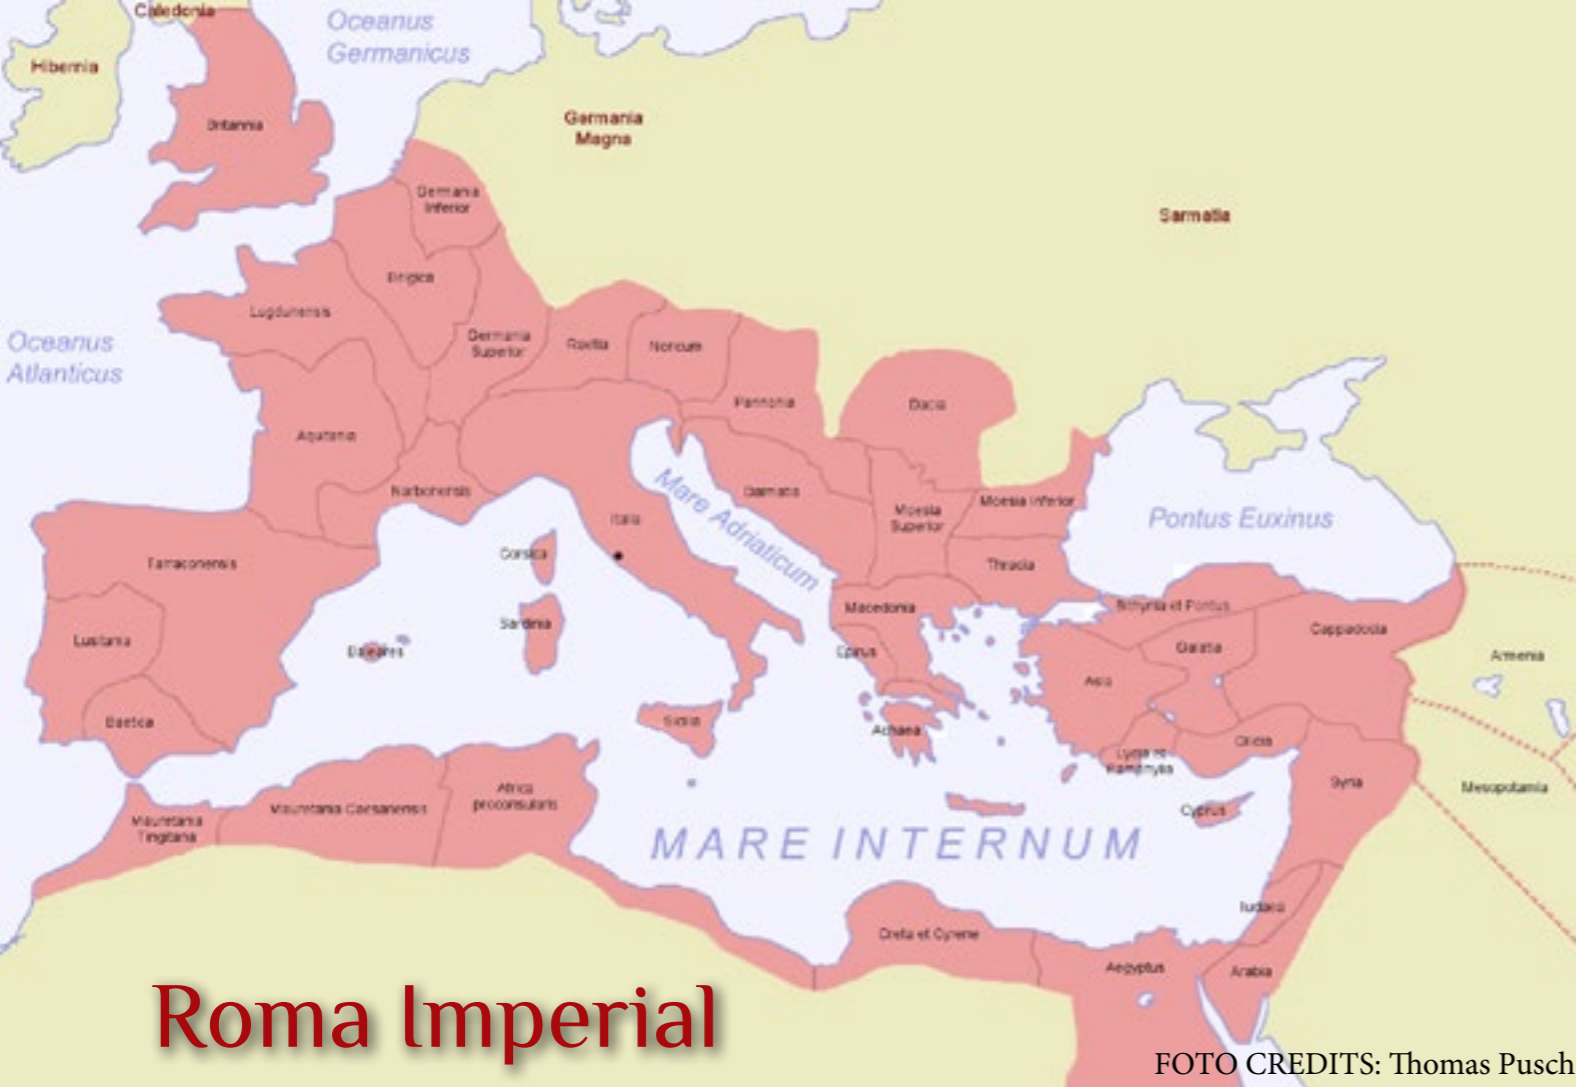 Caledonia
Oceanus
Germanicus
Hibernia
Britannia
Germania
Magna
Sarmatia
Germania
Inferior
Belgica
Lugdunensis
Oceanus
Atlanticus
Germania
Superior
Raetia
Noricum
Pannonia
Dacia
Aquitania
Narbonensis
Italia
Mare Adriaticum
Dalmatia
Moesia
Superior
Moesia Inferior
Pontus Euxinus
Tarraconensis
Corsica
Thracia
Macedonia
Bithynia et Pontus
Cappadocia
Lusitania
Sardinia
Baleares
Epirus
Galatia
Armenia
Asia
Baetica
Sicilia
Achaea
Cilicia
Lycia et
Pamphylia
Syria
Mesopotamia
Africa
proconsularis
Mauretania Caesariensis
Mauretania
Tingitana
Cyprus
MARE INTERNUM
Iudaea
Creta et Cyrene
Aegyptus
Arabia
Roma Imperial
FOTO CREDITS: Thomas Pusch